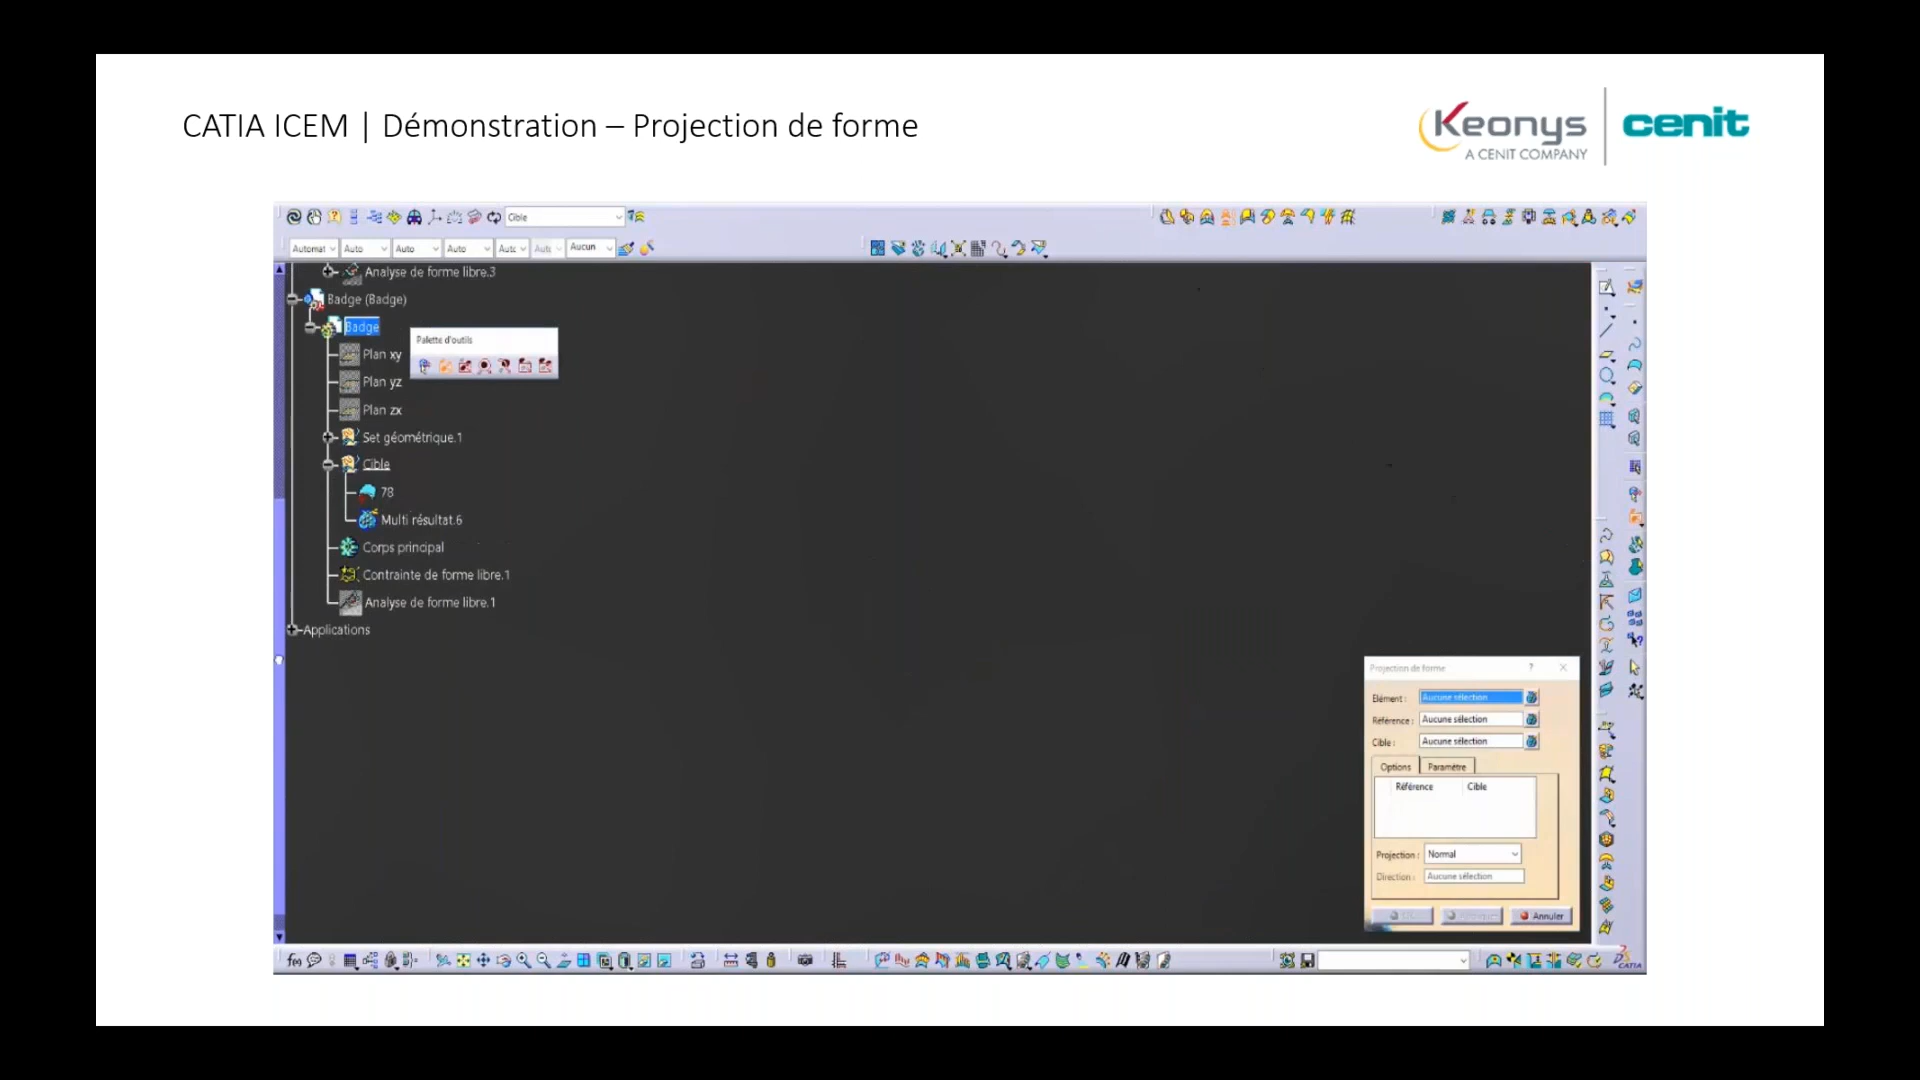 CATIA ICEM | Démonstration – Projection de forme
Keonys
A CENIT COMPANY
cenit
Cible
Automat
Auto
Auto
Auto
Autc
Aut
Aucun
Analyse de forme libre.3
Badge (Badge)
Badge
Palette d'outils
Plan xy
Plan yz
Plan zx
Set géométrique.1
Cible
78
Multi résultat.6
Corps principal
Contrainte de forme libre.1
Analyse de forme libre.1
Applications
Projection de forme
?
Elément : Aucune sélection
Référence : Aucune sélection
Cible : Aucune sélection
Options Paramètre
Référence Cible
Projection : Normal
Direction : Aucune sélection
Annuler
f(x)
CATIA